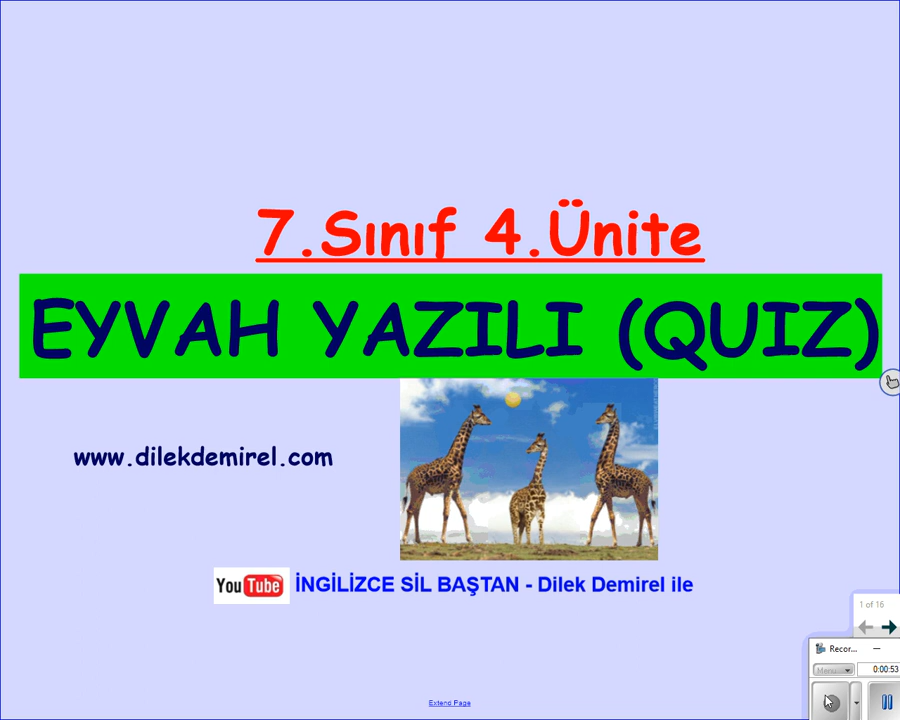 7.Sınıf 4.Ünite
EYVAH YAZILI (QUIZ)
www.dilekdemirel.com
YouTube İNGİLİZCE SİL BAŞTAN - Dilek Demirel ile
1 of 16
Recor...
Menu
0:00:53
Extend Page